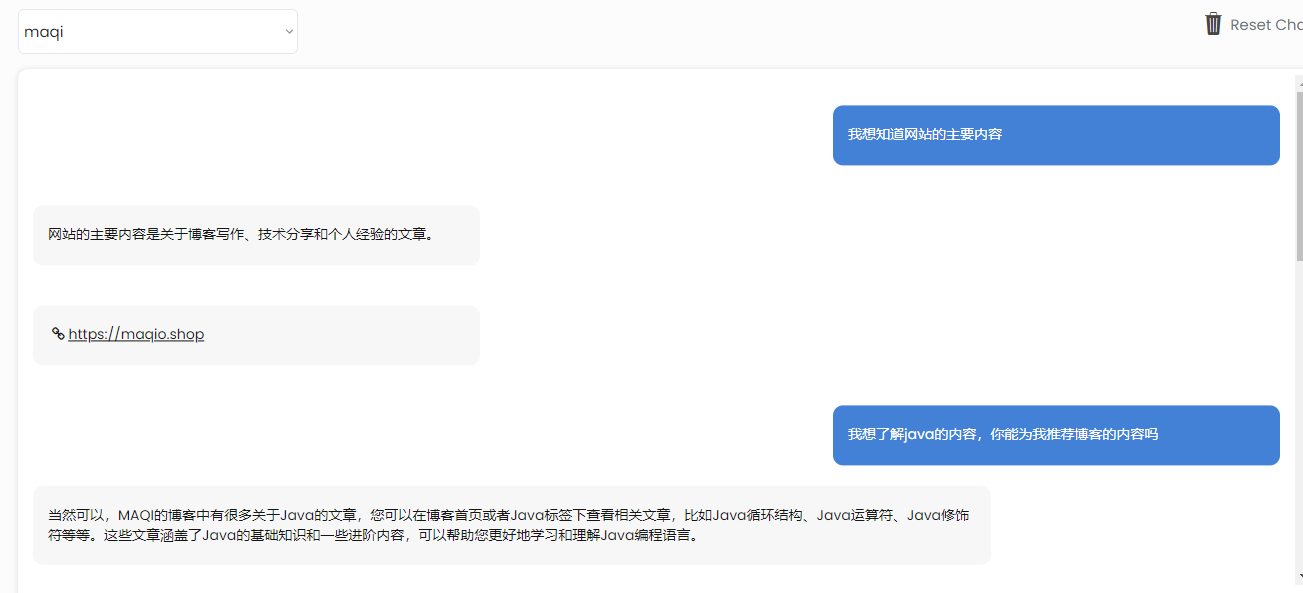 maqi
Reset Cha
我想知道网站的主要内容
网站的主要内容是关于博客写作、技术分享和个人经验的文章。
https://maqio.shop
我想了解java的内容，你能为我推荐博客的内容吗
当然可以，MAQI的博客中有很多关于Java的文章，您可以在博客首页或者Java标签下查看相关文章，比如Java循环结构、Java运算符、Java修饰
符等等。这些文章涵盖了Java的基础知识和一些进阶内容，可以帮助您更好地学习和理解Java编程语言。